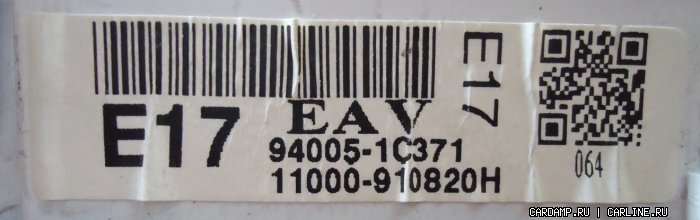 E17
EAV
94005-1C371
11000-910820H
E17
064
CARDAMP.RU | CARLINE.RU